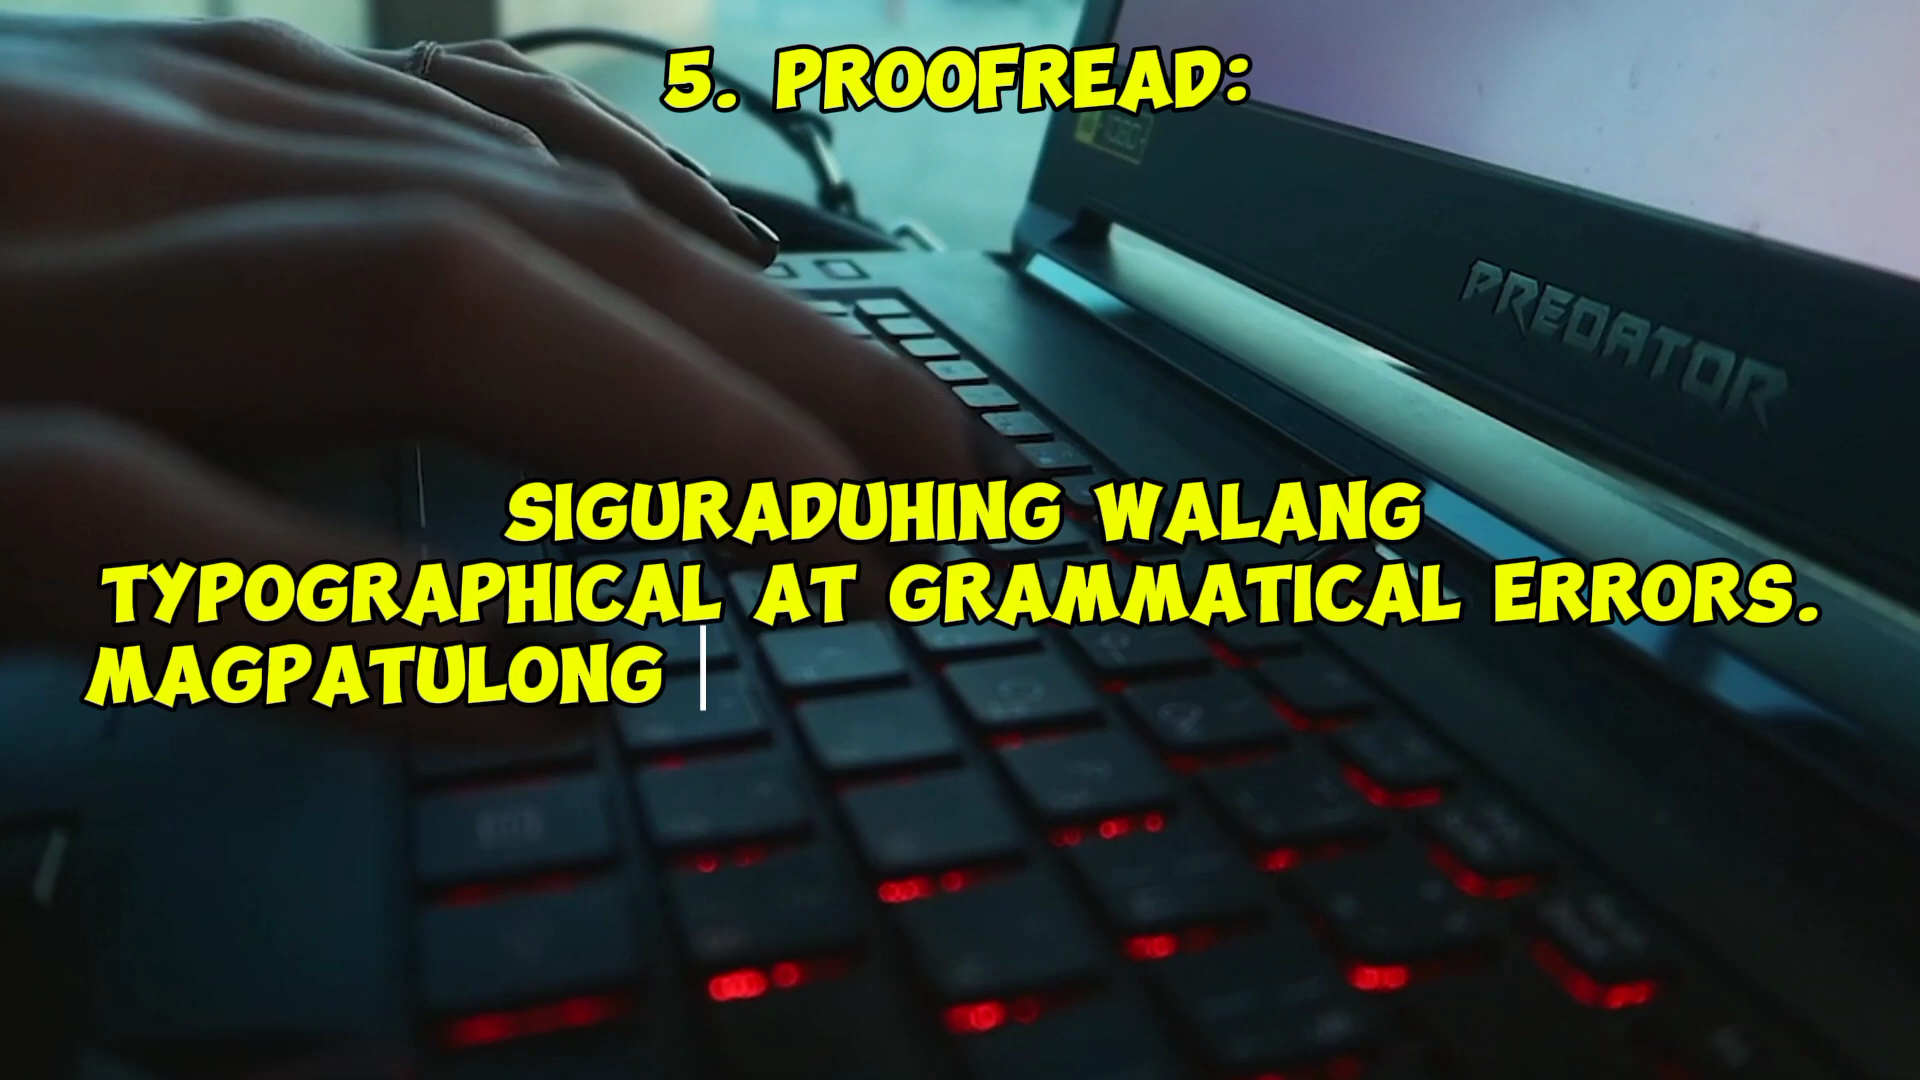 5. PROOFREAD:
PREDATOR
SIGURADUHING WALANG
TYPOGRAPHICAL AT GRAMMATICAL ERRORS.
MAGPATULONG